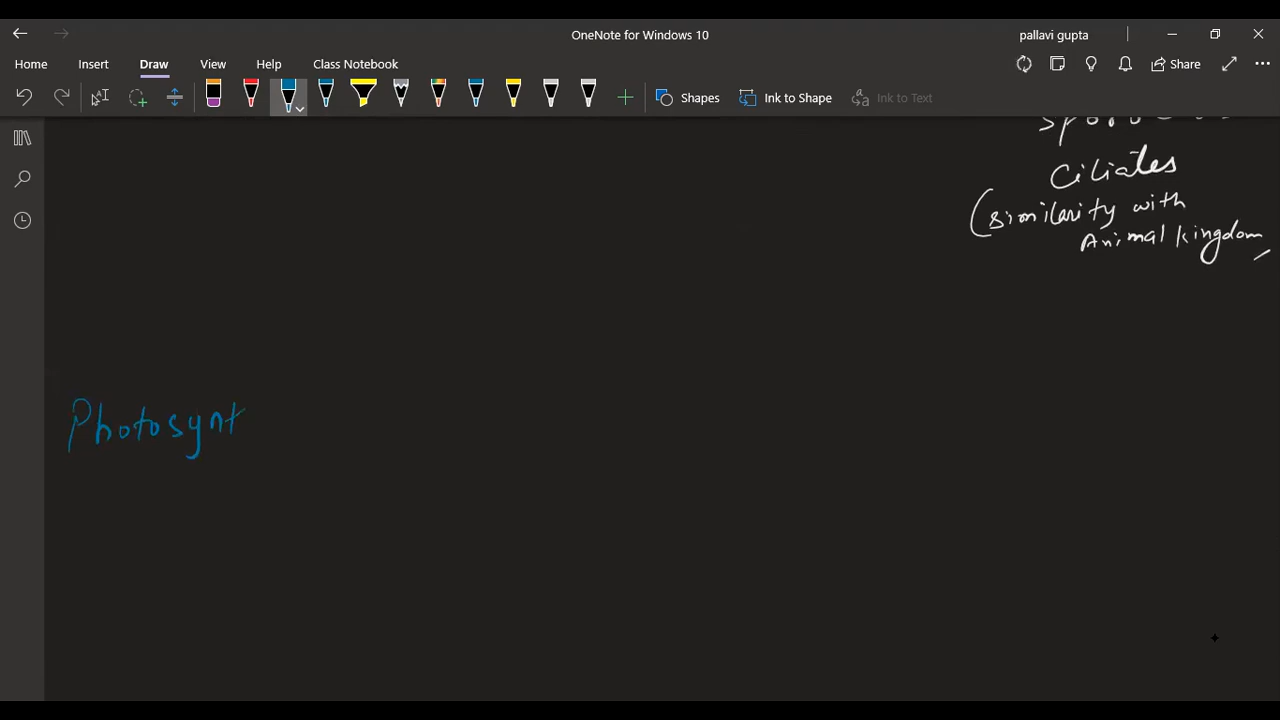 OneNote for Windows 10
pallavi gupta
Home Insert Draw View Help Class Notebook
Share
Shapes Ink to Shape Ink to Text
Ciliates
(similarity with
Animal kingdom
Photosynt